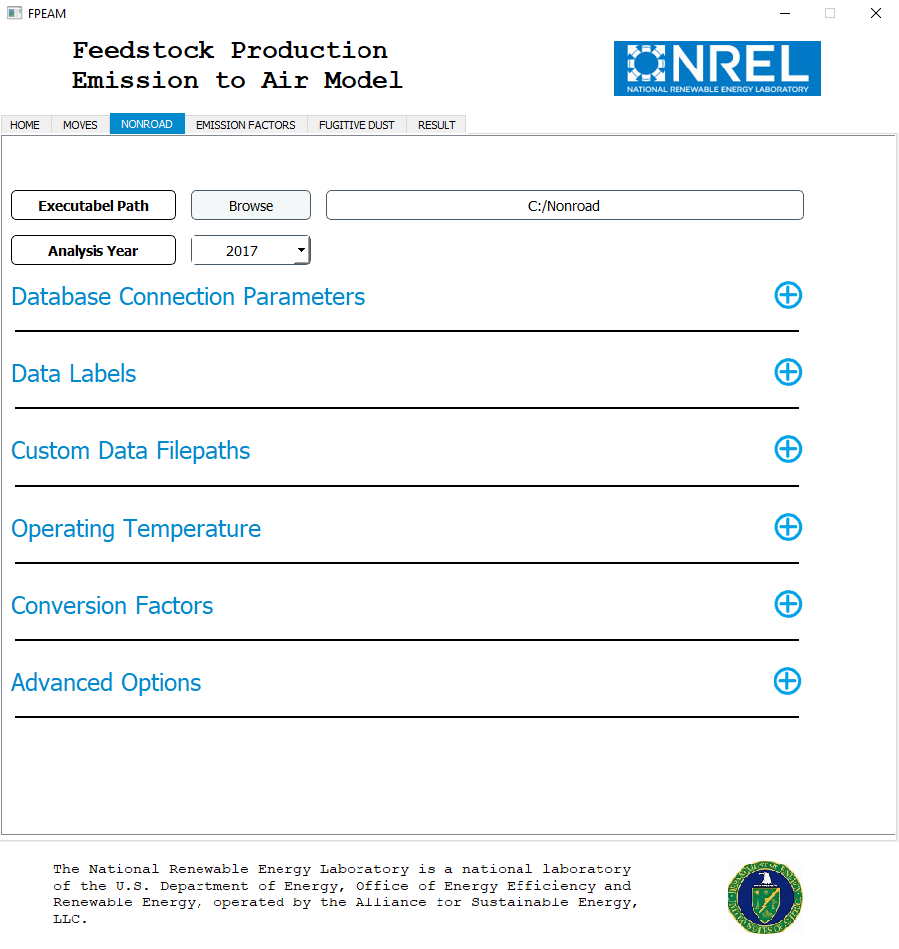 FPEAM
Feedstock Production
Emission to Air Model
NREL
NATIONAL RENEWABLE ENERGY LABORATORY
HOME MOVES NONROAD EMISSION FACTORS FUGITIVE DUST RESULT
Executabel Path Browse C:/Nonroad
Analysis Year 2017
Database Connection Parameters
Data Labels
Custom Data Filepaths
Operating Temperature
Conversion Factors
Advanced Options
The National Renewable Energy Laboratory is a national laboratory
of the U.S. Department of Energy, Office of Energy Efficiency and
Renewable Energy, operated by the Alliance for Sustainable Energy,
LLC.